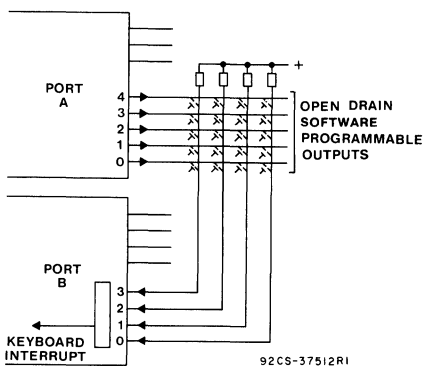 PORT
A
4
3
2
1
0
+
OPEN DRAIN
SOFTWARE
PROGRAMMABLE
OUTPUTS
PORT
B
3
2
1
0
KEYBOARD
INTERRUPT
92CS-37512R1